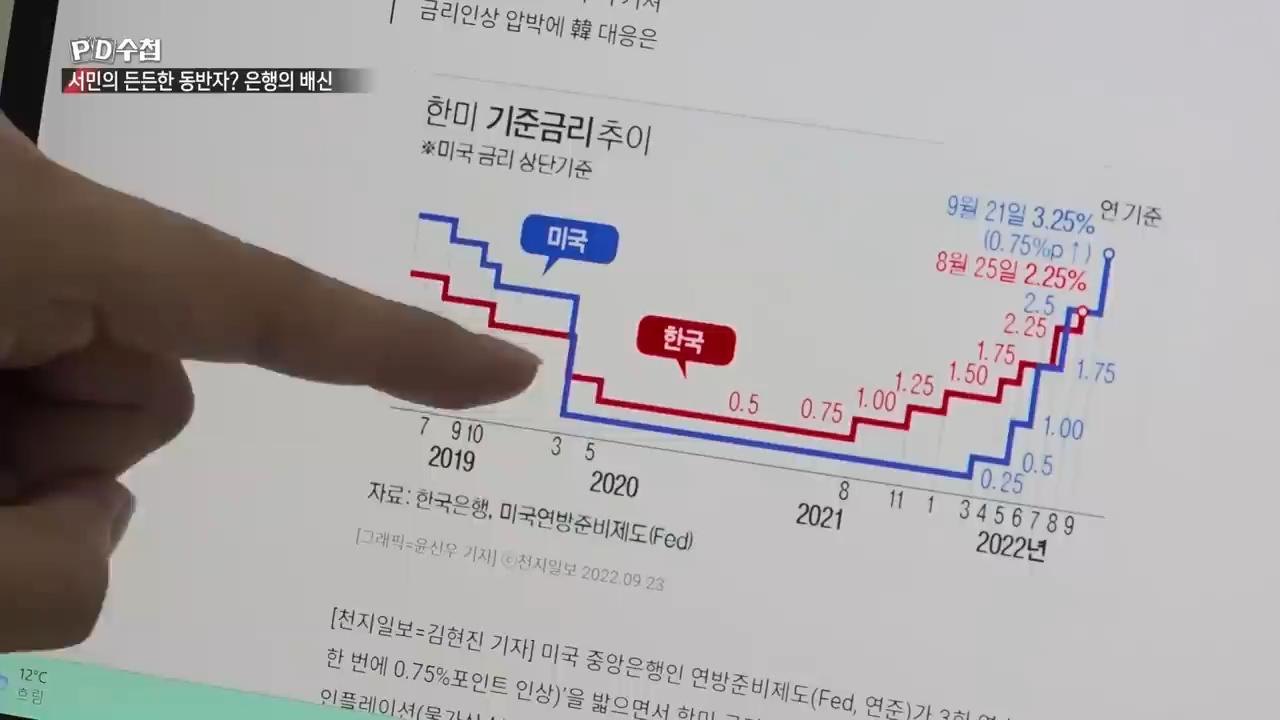 금리인상 압박에 韓 대응은
PD수첩
서민의 든든한 동반자? 은행의 배신
한미 기준금리 추이
※미국 금리 상단기준
9월 21일 3.25%
연 기준
(0.75%p↑)
8월 25일 2.25%
미국
한국
2.5
2.25
1.75
1.75
1.50
1.25
1.00
0.75
0.5
1.00
0.5
0.25
7 9 10 3 5 8 11 1 3 4 5 6 7 8 9
2019 2020 2021 2022년
자료: 한국은행, 미국연방준비제도(Fed)
[그래픽=윤신우 기자] ⓒ천지일보 2022.09.23
[천지일보=김현진 기자] 미국 중앙은행인 연방준비제도(Fed, 연준)가 3회
한 번에 0.75%포인트 인상)'을 밟으면서 한미
12°C
흐림